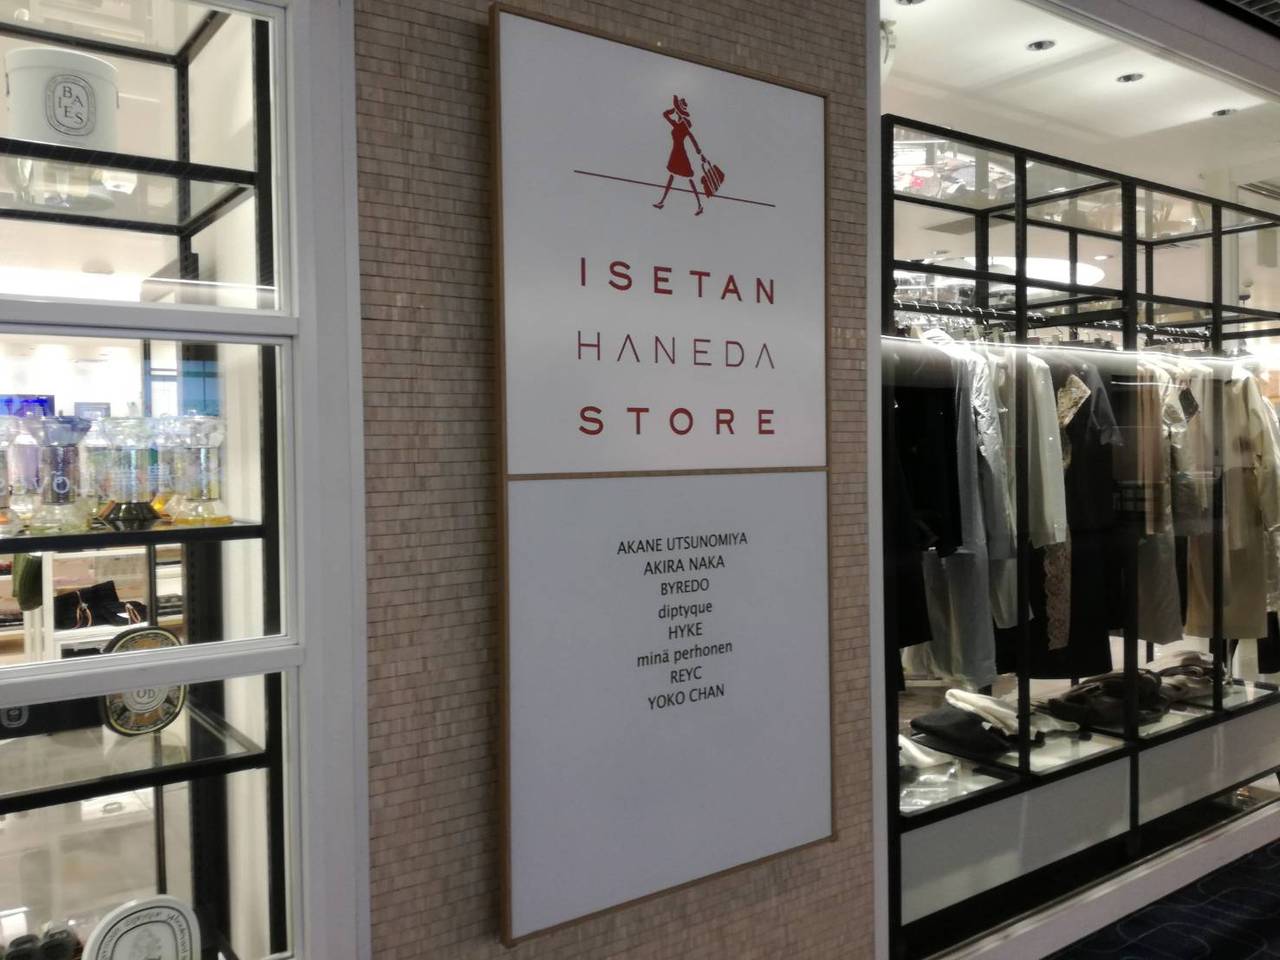 BAIES
ISETAN
HANEDA
STORE
AKANE UTSUNOMIYA
AKIRA NAKA
BYREDO
diptyque
HYKE
minä perhonen
REYC
YOKO CHAN